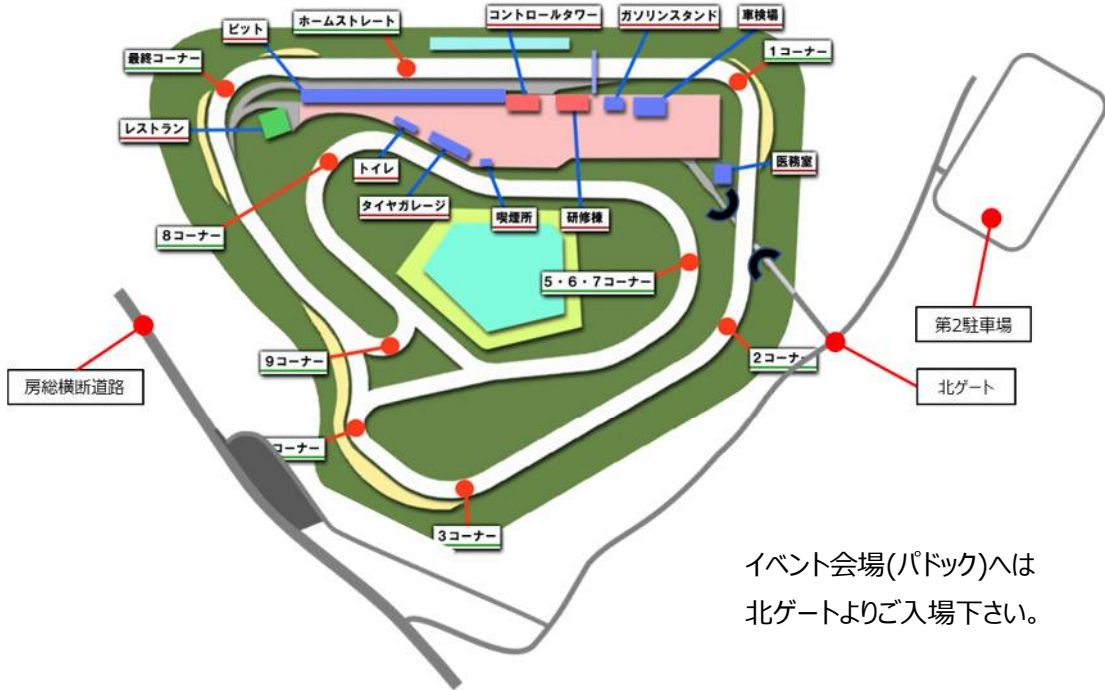 ホームストレート
コントロールタワー
ガソリンスタンド
車検場
ピット
最終コーナー
1コーナー
レストラン
トイレ
医務室
タイヤガレージ
喫煙所
研修棟
8コーナー
5・6・7コーナー
第2駐車場
9コーナー
2コーナー
房総横断道路
北ゲート
コーナー
3コーナー
イベント会場(パドック)へは
北ゲートよりご入場下さい。